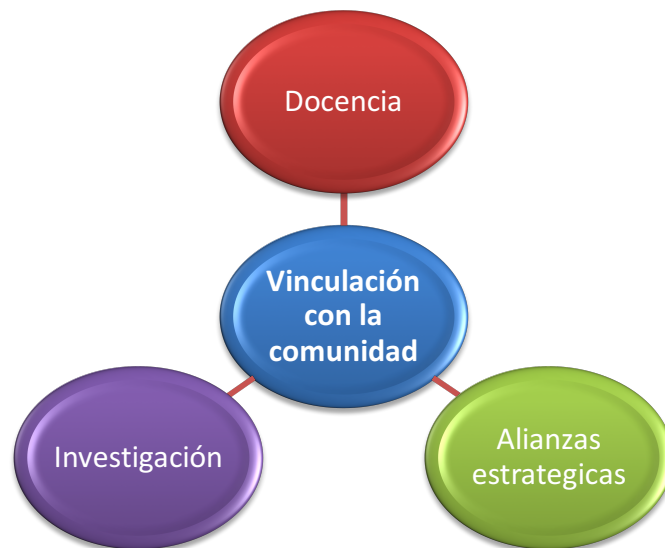 Docencia
Vinculación
con la
comunidad
Investigación
Alianzas
estrategicas